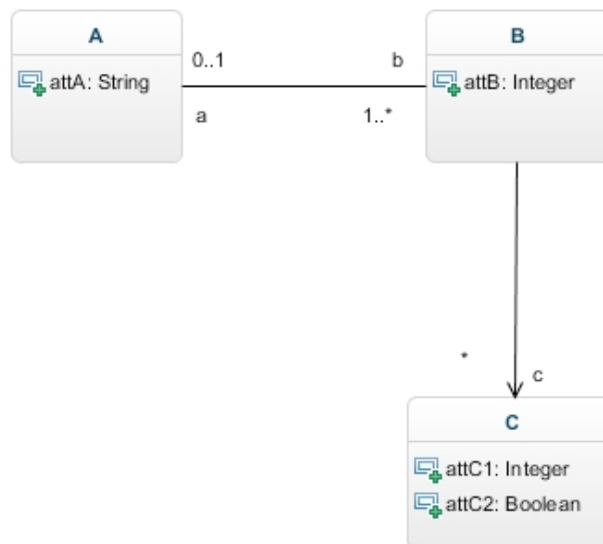 A
attA: String
0..1
b
a
1..*
B
attB: Integer
*
c
C
attC1: Integer
attC2: Boolean